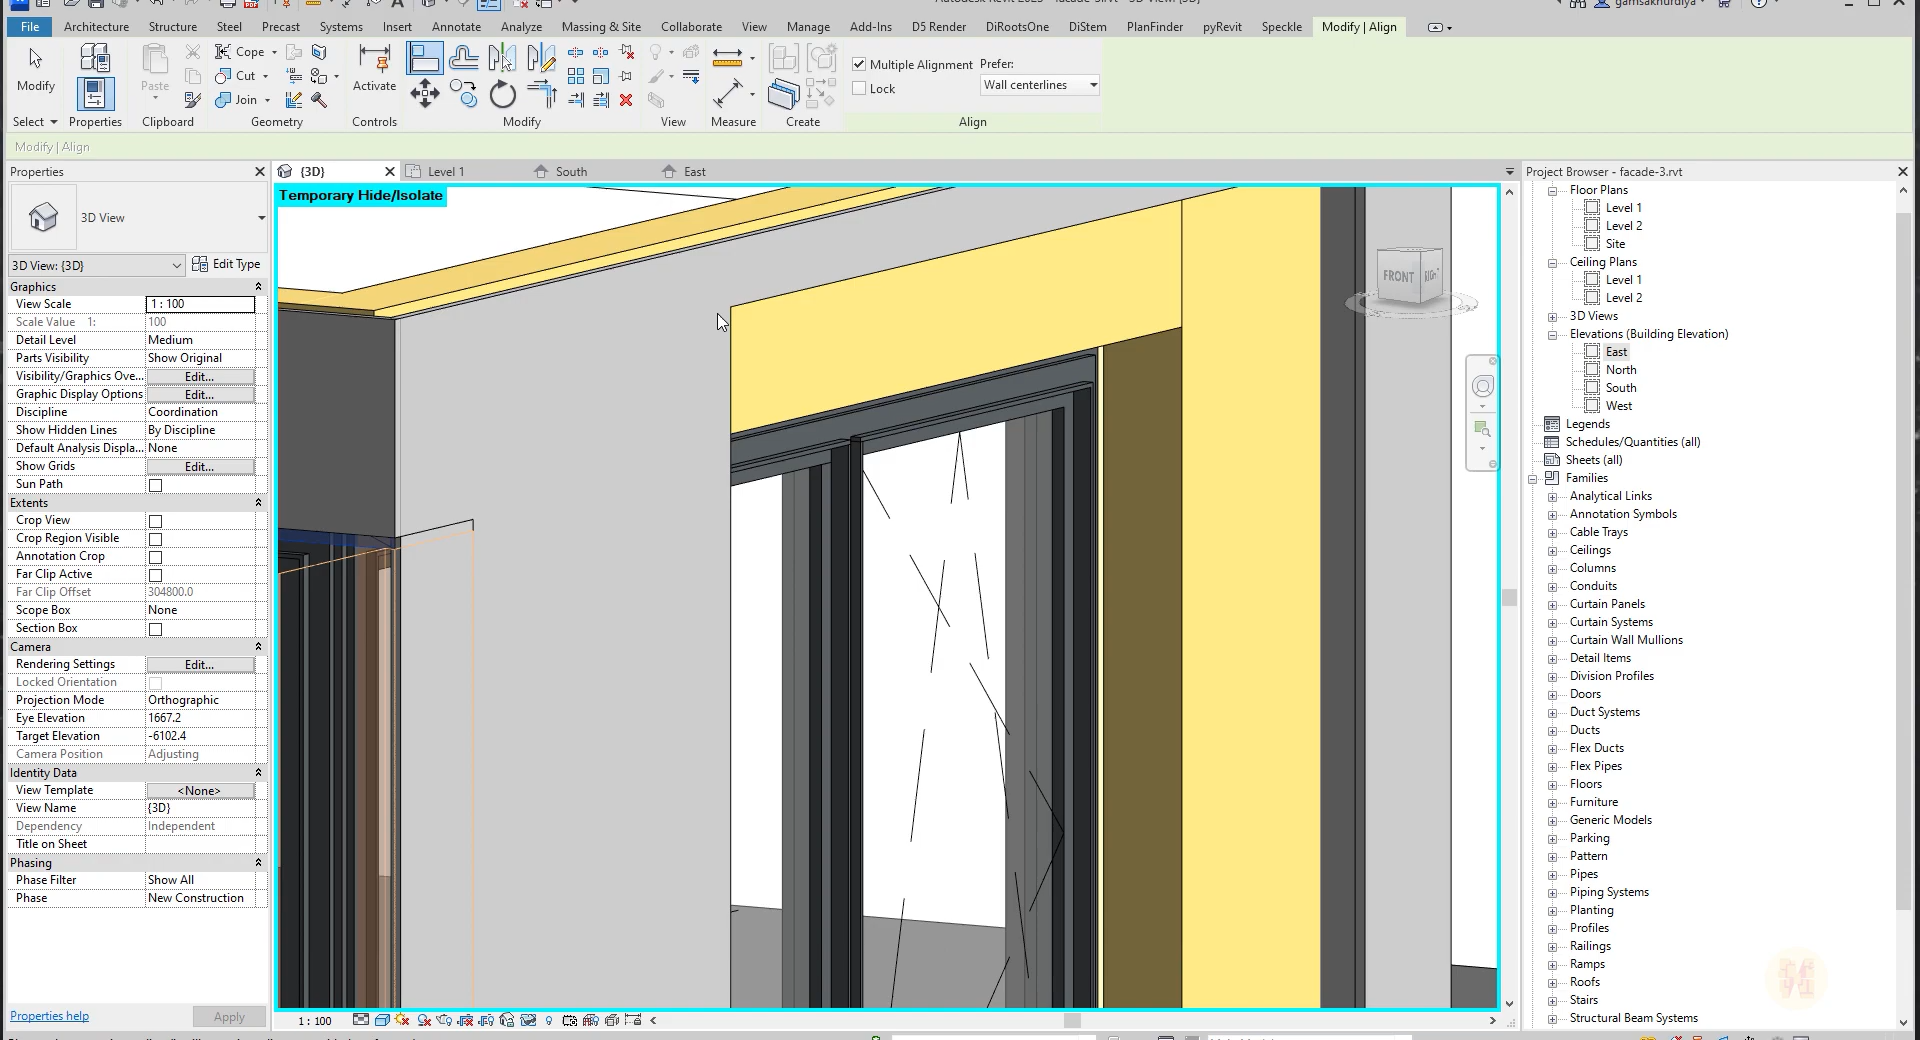 gamsakhurdiya
File Architecture Structure Steel Precast Systems Insert Annotate Analyze Massing & Site Collaborate View Manage Add-Ins D5 Render DiRootsOne DiStem PlanFinder pyRevit Speckle Modify | Align
Modify Paste Cope Cut Join Activate Multiple Alignment Prefer:
Lock Wall centerlines
Select Properties Clipboard Geometry Controls Modify View Measure Create Align
Modify | Align
Properties
{3D} Level 1 South East
Project Browser - facade-3.rvt
Temporary Hide/Isolate
FRONT
3D View
3D View: {3D} Edit Type
Graphics
View Scale 1 : 100
Scale Value 1: 100
Detail Level Medium
Parts Visibility Show Original
Visibility/Graphics Ove... Edit...
Graphic Display Options Edit...
Discipline Coordination
Show Hidden Lines By Discipline
Default Analysis Displa... None
Show Grids Edit...
Sun Path
Extents
Crop View
Crop Region Visible
Annotation Crop
Far Clip Active
Far Clip Offset 304800.0
Scope Box None
Section Box
Camera
Rendering Settings Edit...
Locked Orientation
Projection Mode Orthographic
Eye Elevation 1667.2
Target Elevation -6102.4
Camera Position Adjusting
Identity Data
View Template <None>
View Name {3D}
Dependency Independent
Title on Sheet
Phasing
Phase Filter Show All
Phase New Construction
Properties help Apply
1 : 100
Floor Plans
Level 1
Level 2
Site
Ceiling Plans
Level 1
Level 2
3D Views
Elevations (Building Elevation)
East
North
South
West
Legends
Schedules/Quantities (all)
Sheets (all)
Families
Analytical Links
Annotation Symbols
Cable Trays
Ceilings
Columns
Conduits
Curtain Panels
Curtain Systems
Curtain Wall Mullions
Detail Items
Division Profiles
Doors
Duct Systems
Ducts
Flex Ducts
Flex Pipes
Floors
Furniture
Generic Models
Parking
Pattern
Pipes
Piping Systems
Planting
Profiles
Railings
Ramps
Roofs
Stairs
Structural Beam Systems